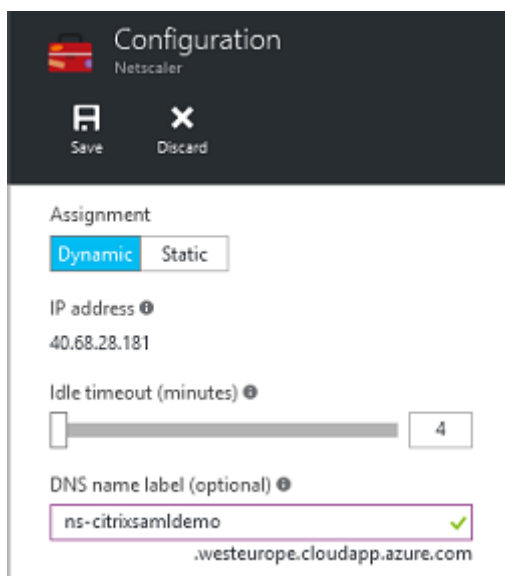 Configuration
Netscaler
Save Discard
Assignment
Dynamic Static
IP address
40.68.28.181
Idle timeout (minutes)
4
DNS name label (optional)
ns-citrixsamldemo
.westeurope.cloudapp.azure.com